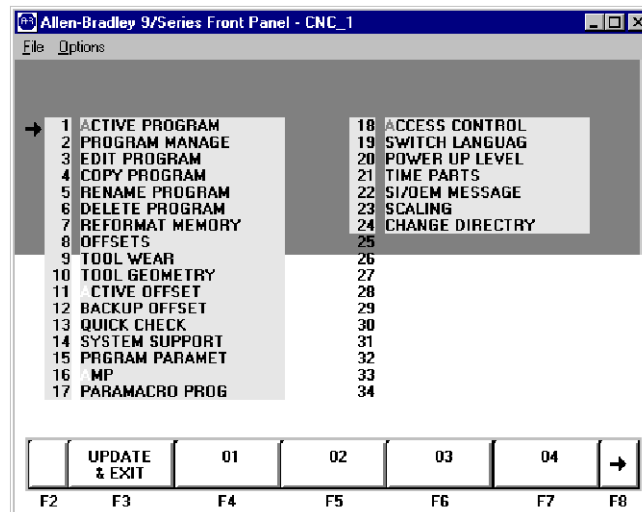 Allen-Bradley 9/Series Front Panel - CNC_1
File Options
1 ACTIVE PROGRAM
2 PROGRAM MANAGE
3 EDIT PROGRAM
4 COPY PROGRAM
5 RENAME PROGRAM
6 DELETE PROGRAM
7 REFORMAT MEMORY
8 OFFSETS
9 TOOL WEAR
10 TOOL GEOMETRY
11 ACTIVE OFFSET
12 BACKUP OFFSET
13 QUICK CHECK
14 SYSTEM SUPPORT
15 PRGRAM PARAMET
16 AMP
17 PARAMACRO PROG
18 ACCESS CONTROL
19 SWITCH LANGUAG
20 POWER UP LEVEL
21 TIME PARTS
22 SI/OEM MESSAGE
23 SCALING
24 CHANGE DIRECTRY
25
26
27
28
29
30
31
32
33
34
UPDATE
& EXIT
01
02
03
04
F2 F3 F4 F5 F6 F7 F8